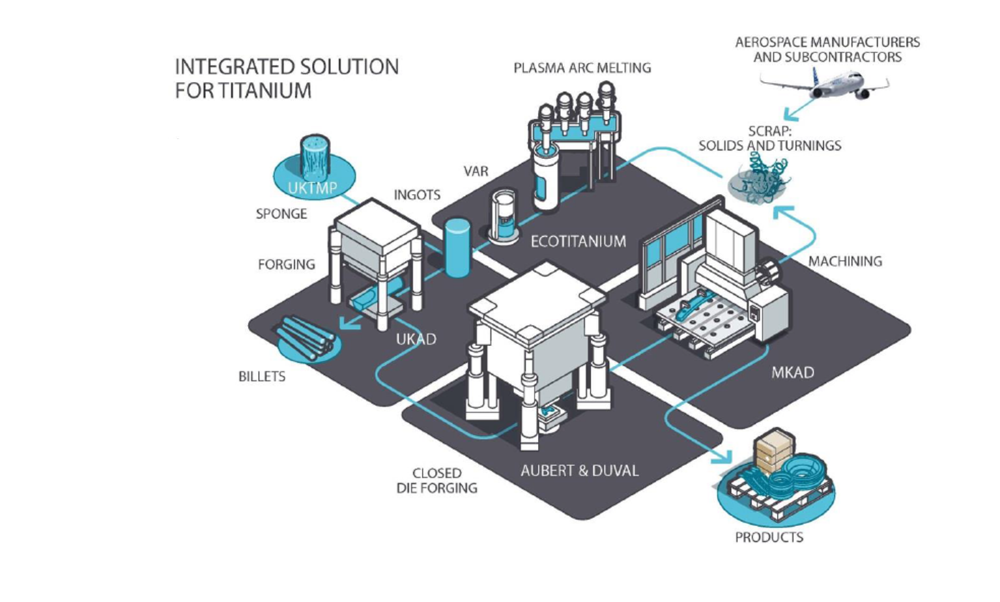 INTEGRATED SOLUTION
FOR TITANIUM
AEROSPACE MANUFACTURERS
AND SUBCONTRACTORS
PLASMA ARC MELTING
SCRAP:
SOLIDS AND TURNINGS
VAR
UKTMP
INGOTS
SPONGE
ECOTITANIUM
FORGING
MACHINING
UKAD
BILLETS
MKAD
AUBERT & DUVAL
CLOSED
DIE FORGING
PRODUCTS